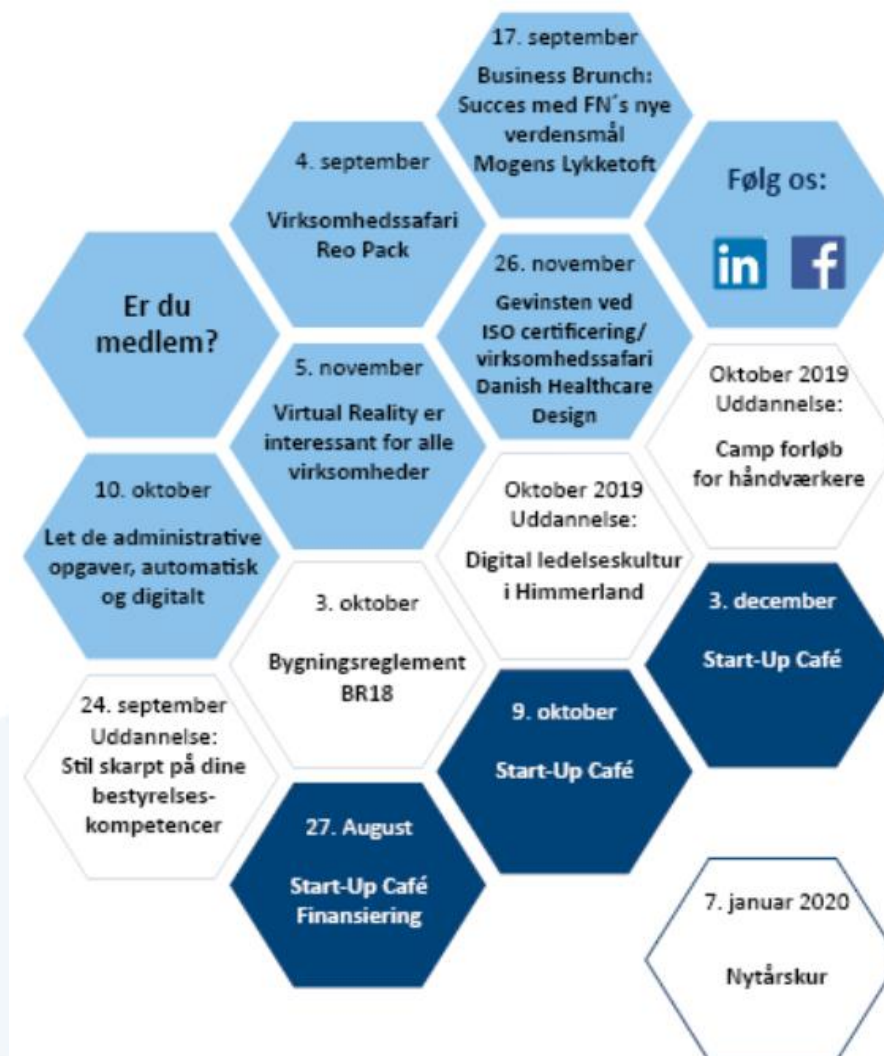 17. september
Business Brunch:
Succes med FN´s nye
verdensmål
Mogens Lykketoft
4. september
Virksomhedssafari
Reo Pack
Følg os:
in f
26. november
Gevinsten ved
ISO certificering/
virksomhedssafari
Danish Healthcare
Design
Er du
medlem?
5. november
Virtual Reality er
interessant for alle
virksomheder
Oktober 2019
Uddannelse:
Camp forløb
for håndværkere
10. oktober
Let de administrative
opgaver, automatisk
og digitalt
Oktober 2019
Uddannelse:
Digital ledelseskultur
i Himmerland
3. oktober
Bygningsreglement
BR18
3. december
Start-Up Café
24. september
Uddannelse:
Stil skarpt på dine
bestyrelses-
kompetencer
9. oktober
Start-Up Café
27. August
Start-Up Café
Finansiering
7. januar 2020
Nytårskur